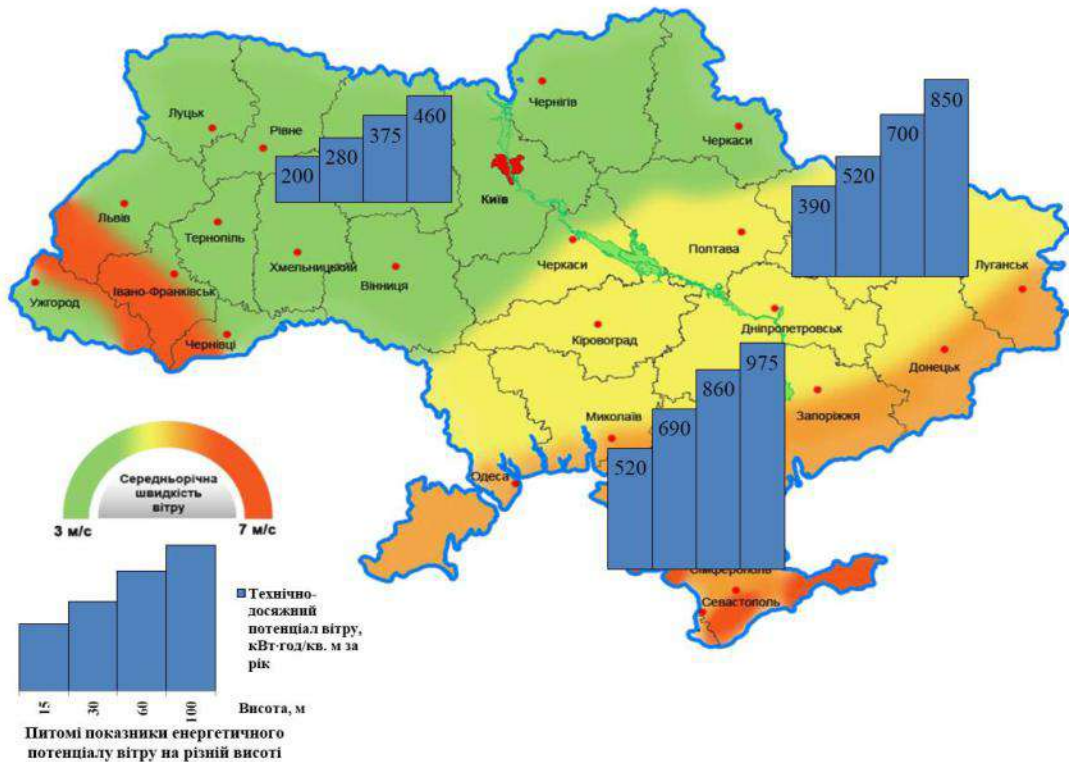 Чернігів
Луцьк
Рівне
460
375
280
200
Черкаси
850
700
520
390
Київ
Львів
Тернопіль
Хмельницький
Вінниця
Черкаси
Полтава
Луганськ
Ужгород
Івано-Франківськ
Чернівці
Дніпропетровськ
Кіровоград
Донецьк
Запоріжжя
Миколаїв
Одеса
975
860
690
520
Сімферополь
Севастополь
Середньорічна
швидкість
вітру
3 м/с
7 м/с
Технічно-
досяжний
потенціал вітру,
кВт·год/кв. м за
рік
15
30
60
100
Висота, м
Питомі показники енергетичного
потенціалу вітру на різній висоті